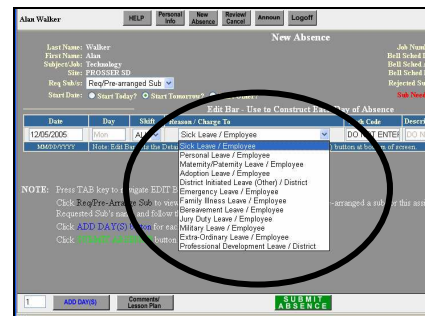 Alan Walker HELP Personal Info New Absence Review/ Cancel Announ Logoff
New Absence
Last Name: Walker
First Name: Alan
Subject/Job: Technology
Site: PROSSER SD
Req Sub/s: Req/Pre-arranged Sub
Start Date: Start Today? Start Tomorrow?
Job Num
Bell Sched
Bell Sched
Rejected Su
Sub Need
Edit Bar - Use to Construct Each Day of Absence
Date Day Shift Reason / Charge To Code Descri
12/05/2005 Mon Sick Leave / Employee DO NOT ENTER DO N
MM/DD/YYYY Note: Edit Bar the Deta button at bottom of screen.
Sick Leave / Employee
Personal Leave / Employee
Maternity/Paternity Leave / Employee
Adoption Leave / Employee
District Initiated Leave (Other) / District
Emergency Leave / Employee
Family Illness Leave / Employee
Bereavement Leave / Employee
Jury Duty Leave / Employee
Military Leave / Employee
Extra-Ordinary Leave / Employee
Professional Development Leave / District
NOTE: Press TAB key to navigate EDIT B
Click Req/Pre-Arrange Sub to view -arranged a sub for this assi
Requested Sub's name and follow th
Click ADD DAY(S) button for eac
Click button
1 ADD DAY(S) Comments/ Lesson Plan SUBMIT ABSENCE